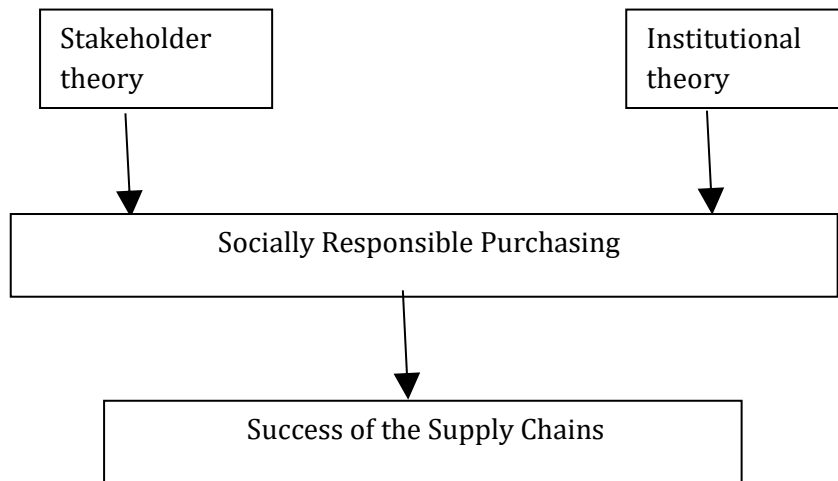 Stakeholder
theory
Institutional
theory
Socially Responsible Purchasing
Success of the Supply Chains